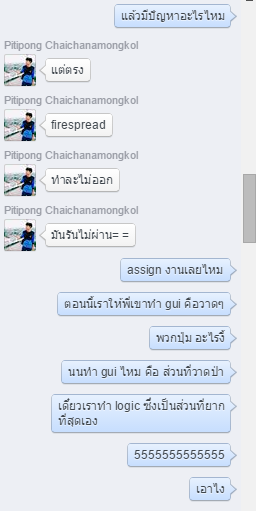 แล้วมีปัญหาอะไรไหม
Pitipong Chaichanamongkol
แต่ตรง
Pitipong Chaichanamongkol
firespread
Pitipong Chaichanamongkol
ทำละไม่ออก
Pitipong Chaichanamongkol
มันรันไม่ผ่าน= =
assign งานเลยไหม
ตอนนี้เราให้พี่เขาทำ gui คือวาดๆ
พวกปุ่ม อะไรงี้
นนทำ gui ไหม คือ ส่วนที่วาดป่า
เดี๋ยวเราทำ logic ซึ่งเป็นส่วนที่ยาก
ที่สุดเอง
5555555555555
เอาไง